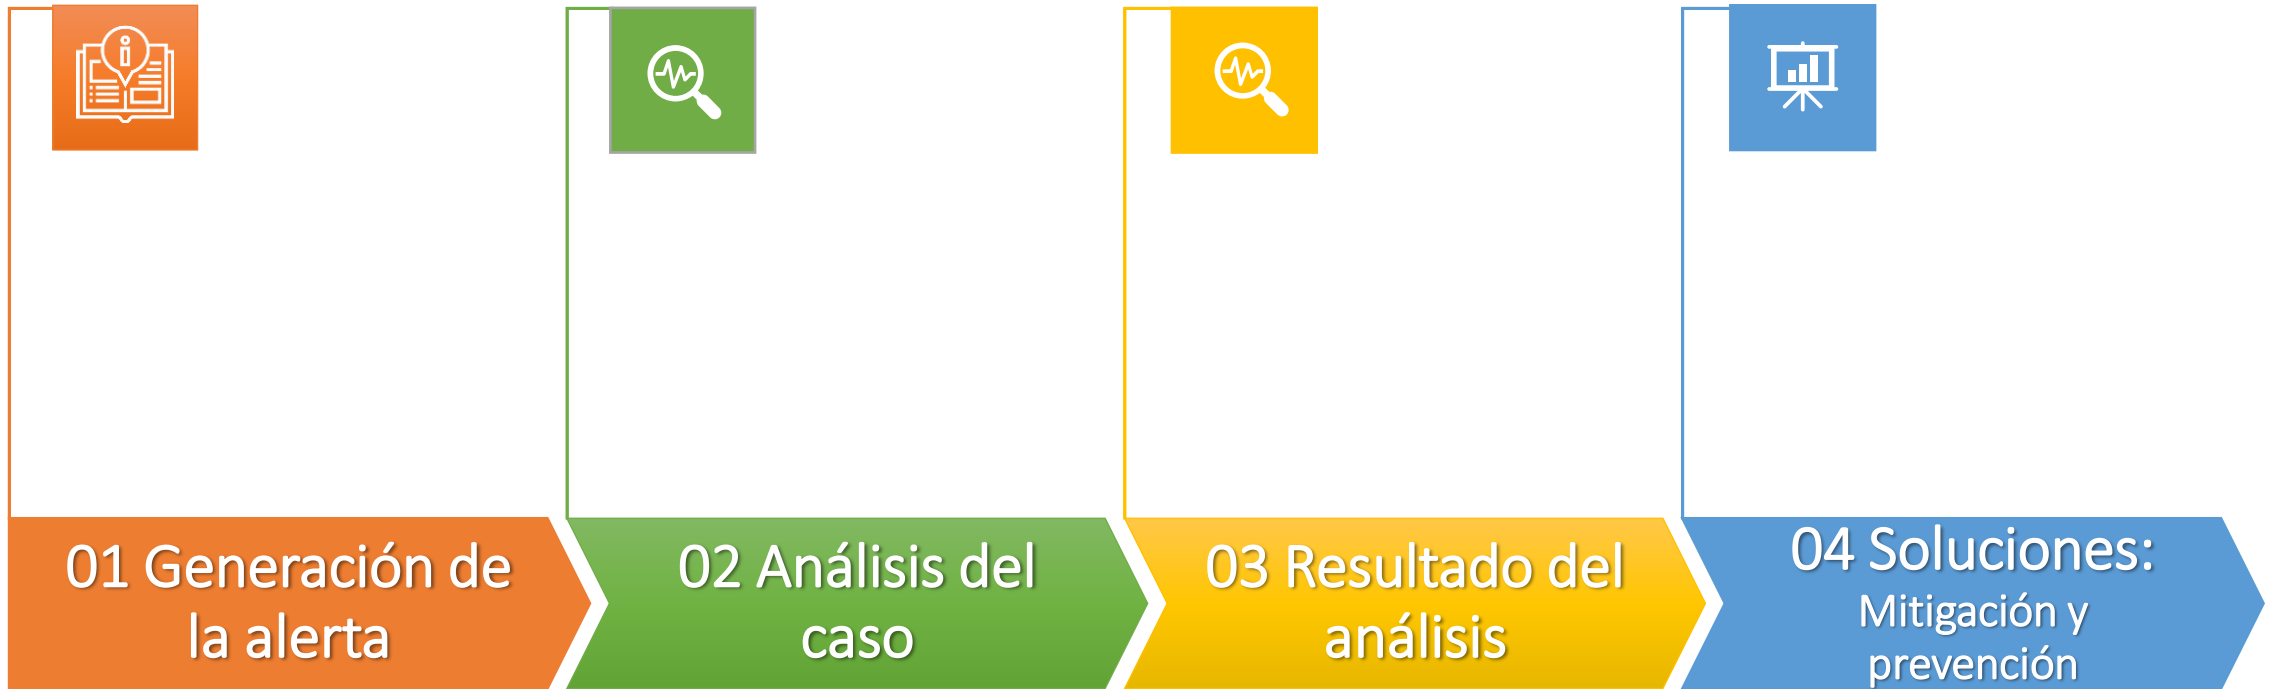 01 Generación de
la alerta
02 Análisis del
caso
03 Resultado del
análisis
04 Soluciones:
Mitigación y
prevención